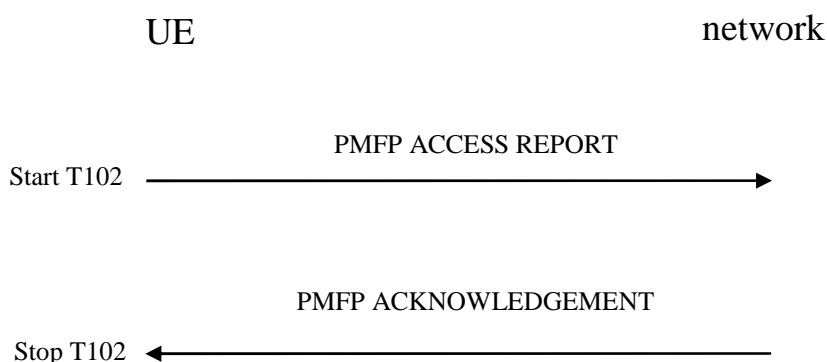 UE network
PMFP ACCESS REPORT
Start T102
PMFP ACKNOWLEDGEMENT
Stop T102